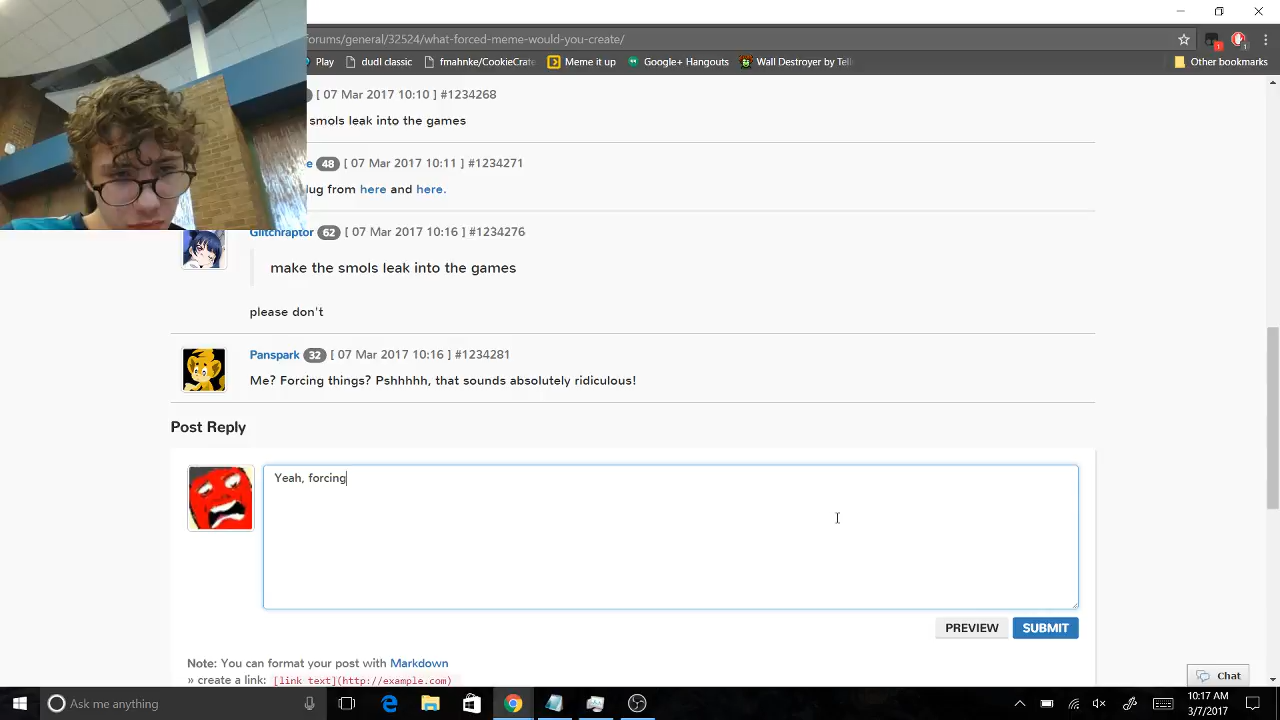 orums/general/32524/what-forced-meme-would-you-create/
Play dudl classic fmahnke/CookieCrate Meme it up Google+ Hangouts Wall Destroyer by Tell Other bookmarks
[ 07 Mar 2017 10:10 ] #1234268
smols leak into the games
e 48 [ 07 Mar 2017 10:11 ] #1234271
lug from here and here.
Glitchraptor 62 [ 07 Mar 2017 10:16 ] #1234276
make the smols leak into the games
please don't
Panspark 32 [ 07 Mar 2017 10:16 ] #1234281
Me? Forcing things? Pshhhhh, that sounds absolutely ridiculous!
Post Reply
Yeah, forcing
PREVIEW SUBMIT
Note: You can format your post with Markdown
» create a link: [link text](http://example.com)
Chat
Ask me anything
10:17 AM
3/7/2017